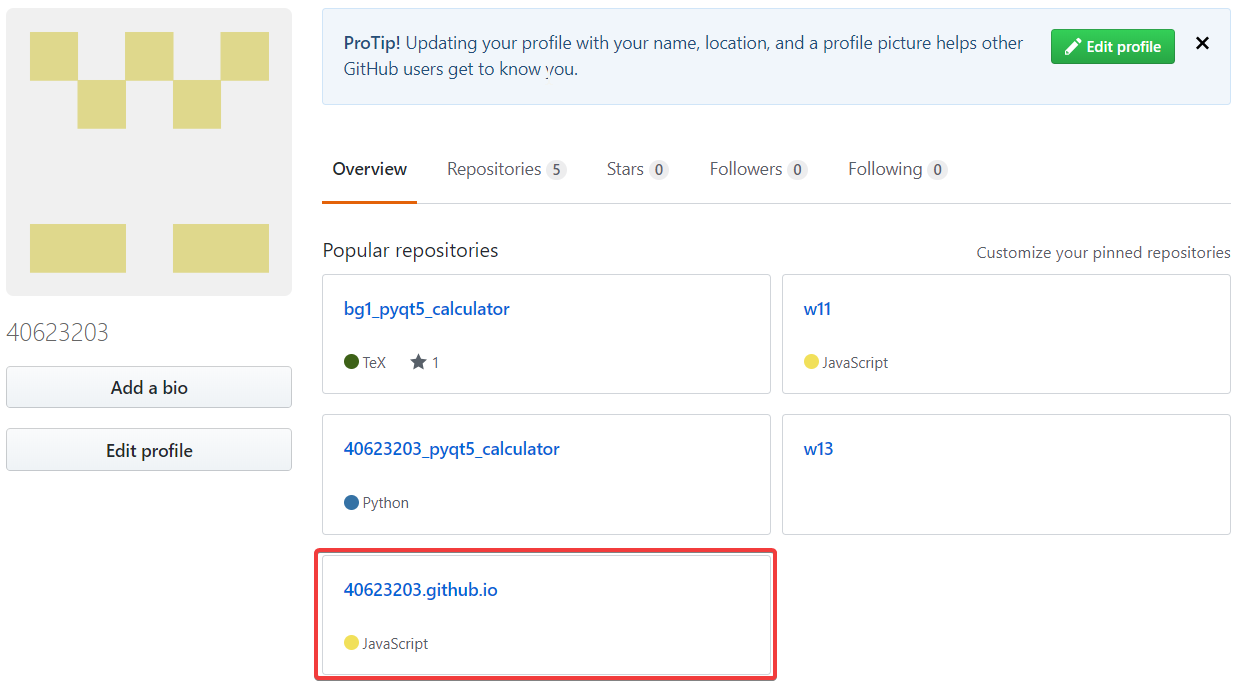 ProTip! Updating your profile with your name, location, and a profile picture helps other
GitHub users get to know you.
Edit profile
Overview
Repositories 5
Stars 0
Followers 0
Following 0
40623203
Add a bio
Edit profile
Popular repositories
Customize your pinned repositories
bg1_pyqt5_calculator
TeX
1
w11
JavaScript
40623203_pyqt5_calculator
Python
w13
40623203.github.io
JavaScript